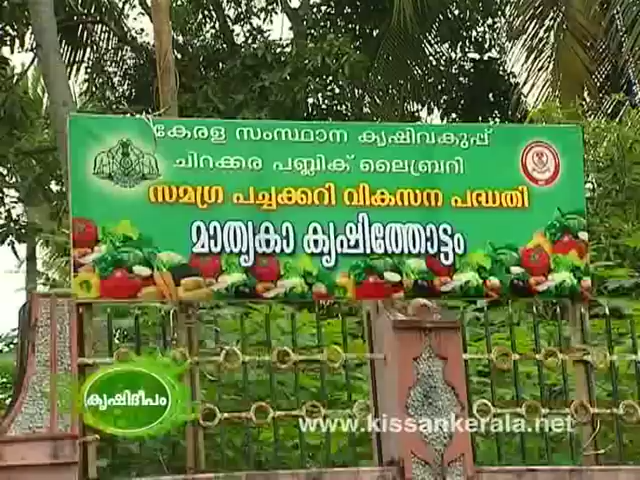 കേരള സംസ്ഥാന കൃഷിവകുപ്പ്
ചിറക്കര പബ്ലിക് ലൈബ്രറി
സമഗ്ര പച്ചക്കറി വികസന പദ്ധതി
മാതൃകാ കൃഷിത്തോട്ടം
കൃഷിദീപം
www.kissankerala.net